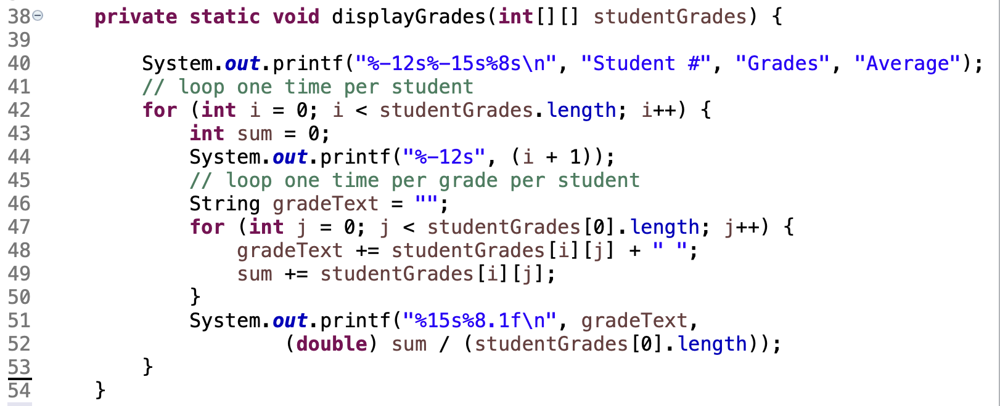 38 private static void displayGrades(int[][] studentGrades) {
39
40 System.out.printf("%-12s%-15s%8s\n", "Student #", "Grades", "Average");
41 // loop one time per student
42 for (int i = 0; i < studentGrades.length; i++) {
43 int sum = 0;
44 System.out.printf("%-12s", (i + 1));
45 // loop one time per grade per student
46 String gradeText = "";
47 for (int j = 0; j < studentGrades[0].length; j++) {
48 gradeText += studentGrades[i][j] + " ";
49 sum += studentGrades[i][j];
50 }
51 System.out.printf("%15s%8.1f\n", gradeText,
52 (double) sum / (studentGrades[0].length));
53 }
54 }